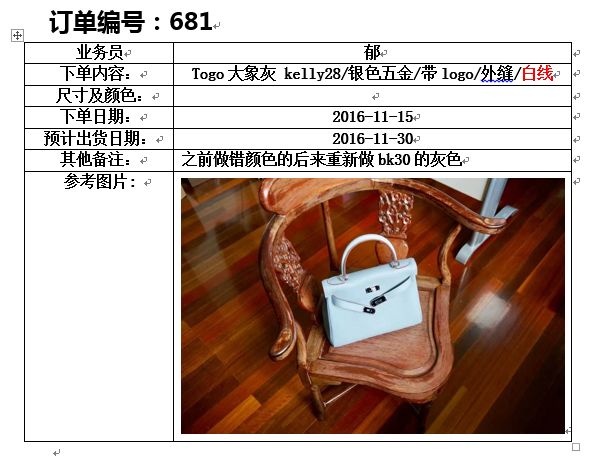 订单编号：681
业务员 郁
下单内容： Togo大象灰 kelly28/银色五金/带logo/外缝/白线
尺寸及颜色：
下单日期： 2016-11-15
预计出货日期： 2016-11-30
其他备注： 之前做错颜色的后来重新做bk30的灰色
参考图片：